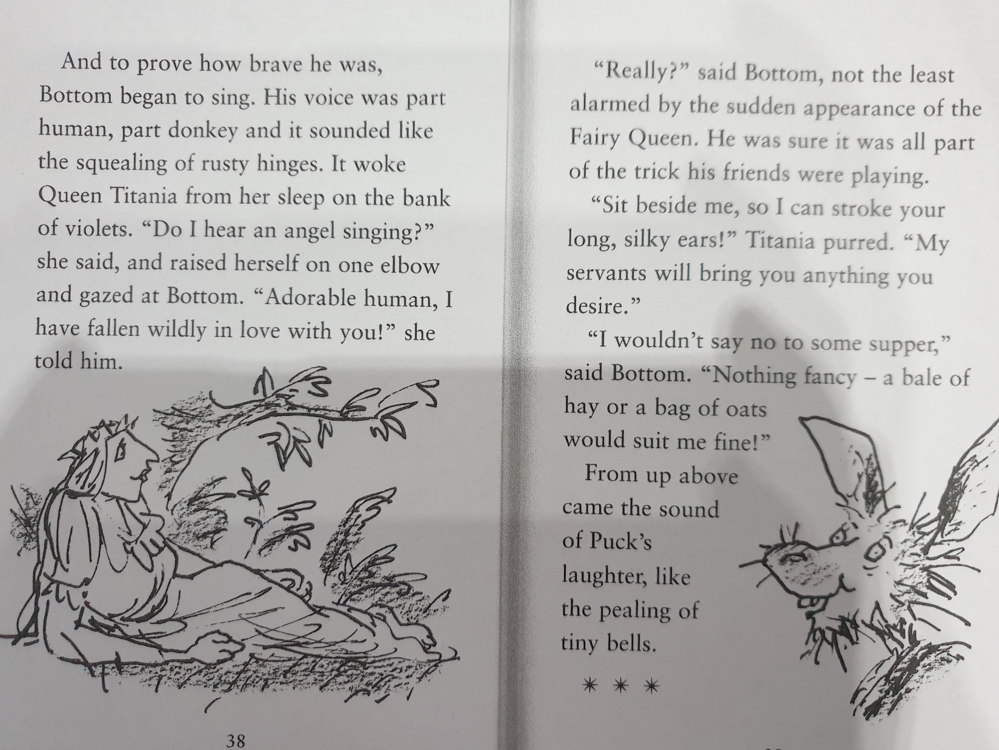 And to prove how brave he was,
Bottom began to sing. His voice was part
human, part donkey and it sounded like
the squealing of rusty hinges. It woke
Queen Titania from her sleep on the bank
of violets. “Do I hear an angel singing?”
she said, and raised herself on one elbow
and gazed at Bottom. “Adorable human, I
have fallen wildly in love with you!” she
told him.
38
“Really?” said Bottom, not the least
alarmed by the sudden appearance of the
Fairy Queen. He was sure it was all part
of the trick his friends were playing.
“Sit beside me, so I can stroke your
long, silky ears!” Titania purred. “My
servants will bring you anything you
desire.”
“I wouldn’t say no to some supper,”
said Bottom. “Nothing fancy – a bale of
hay or a bag of oats
would suit me fine!”
From up above
came the sound
of Puck’s
laughter, like
the pealing of
tiny bells.
* * *